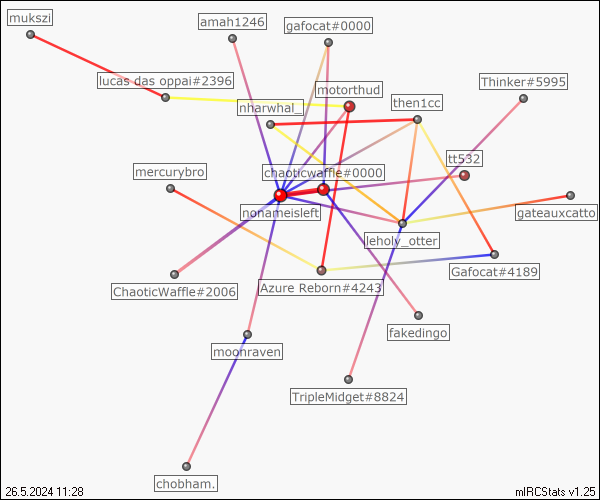 mukszi
amah1246
gafocat#0000
lucas das oppai#2396
motorthud
Thinker#5995
nharwhal_
then1cc
mercurybro
chaoticwaffle#0000
tt532
nonameisleft
gateauxcatto
leholy_otter
ChaoticWaffle#2006
Azure Reborn#4243
Gafocat#4189
fakedingo
moonraven
TripleMidget#8824
chobham.
26.5.2024 11:28
mIRCStats v1.25